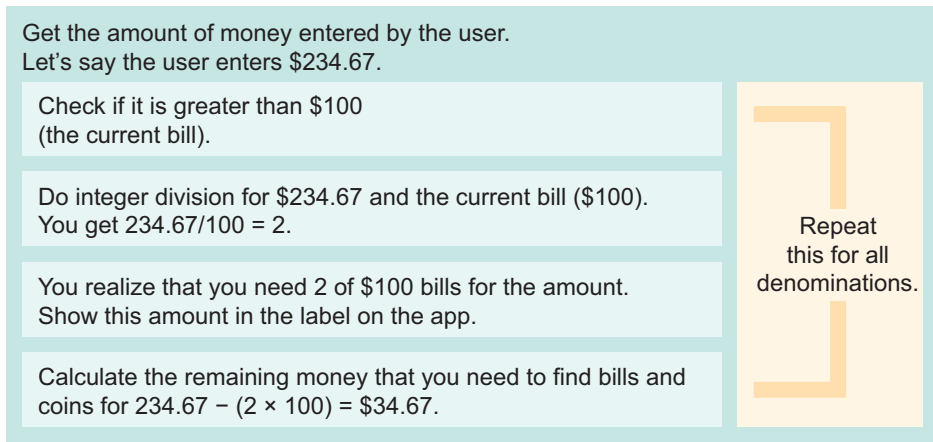 Get the amount of money entered by the user.
Let's say the user enters $234.67.
Check if it is greater than $100
(the current bill).
Do integer division for $234.67 and the current bill ($100).
You get 234.67/100 = 2.
You realize that you need 2 of $100 bills for the amount.
Show this amount in the label on the app.
Calculate the remaining money that you need to find bills and
coins for 234.67 − (2 × 100) = $34.67.
Repeat
this for all
denominations.